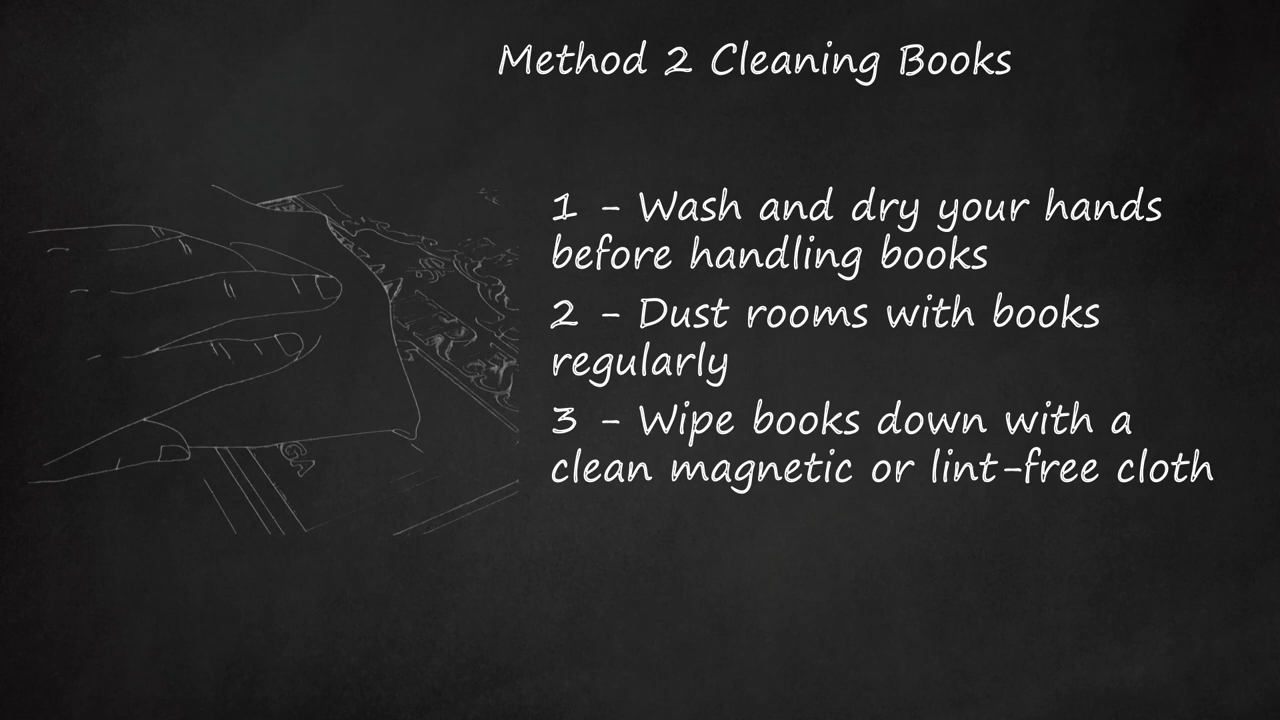 Method 2 Cleaning Books
1 - Wash and dry your hands
before handling books
2 - Dust rooms with books
regularly
3 - Wipe books down with a
clean magnetic or lint-free cloth
GA